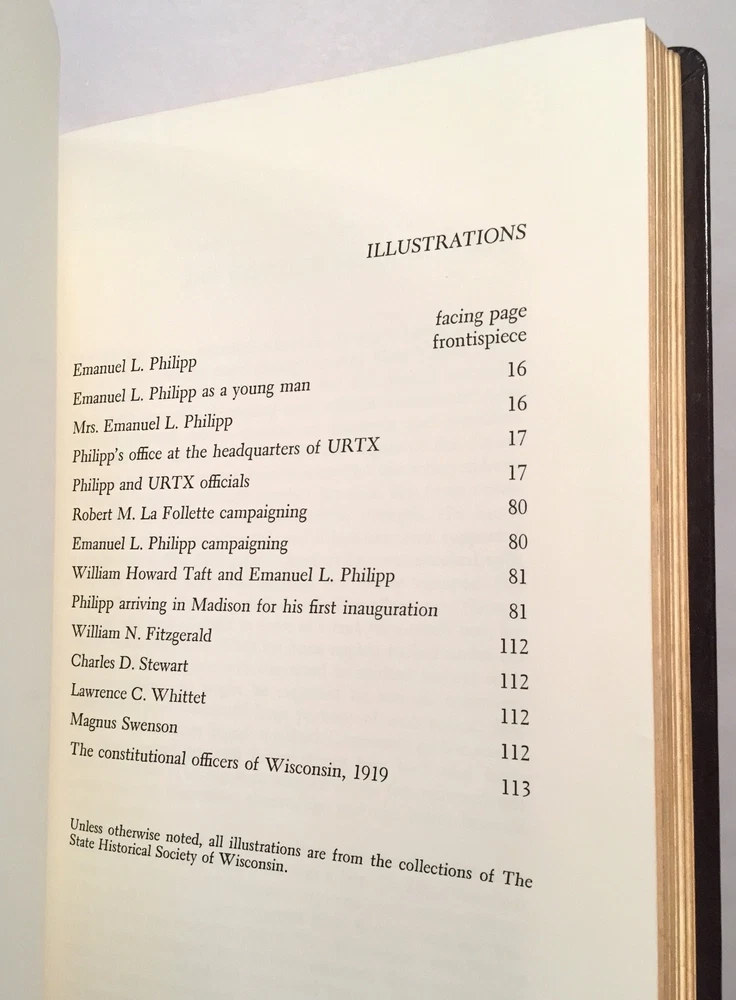 ILLUSTRATIONS
facing page
Emanuel L. Philipp frontispiece
Emanuel L. Philipp as a young man 16
Mrs. Emanuel L. Philipp 16
Philipp's office at the headquarters of URTX 17
Philipp and URTX officials 17
Robert M. La Follette campaigning 80
Emanuel L. Philipp campaigning 80
William Howard Taft and Emanuel L. Philipp 81
Philipp arriving in Madison for his first inauguration 81
William N. Fitzgerald 112
Charles D. Stewart 112
Lawrence C. Whittet 112
Magnus Swenson 112
The constitutional officers of Wisconsin, 1919 113
Unless otherwise noted, all illustrations are from the collections of The
State Historical Society of Wisconsin.